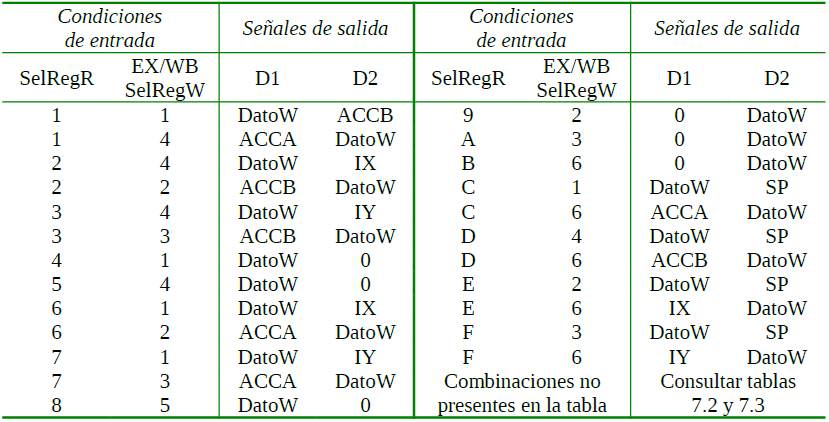 Condiciones de entrada | Señales de salida | Condiciones de entrada | Señales de salida
SelRegR | EX/WB SelRegW | D1 | D2 | SelRegR | EX/WB SelRegW | D1 | D2
1 | 1 | DatoW | ACCB | 9 | 2 | 0 | DatoW
1 | 4 | ACCA | DatoW | A | 3 | 0 | DatoW
2 | 4 | DatoW | IX | B | 6 | 0 | DatoW
2 | 2 | ACCB | DatoW | C | 1 | DatoW | SP
3 | 4 | DatoW | IY | C | 6 | ACCA | DatoW
3 | 3 | ACCB | DatoW | D | 4 | DatoW | SP
4 | 1 | DatoW | 0 | D | 6 | ACCB | DatoW
5 | 4 | DatoW | 0 | E | 2 | DatoW | SP
6 | 1 | DatoW | IX | E | 6 | IX | DatoW
6 | 2 | ACCA | DatoW | F | 3 | DatoW | SP
7 | 1 | DatoW | IY | F | 6 | IY | DatoW
7 | 3 | ACCA | DatoW | Combinaciones no | Consultar tablas
8 | 5 | DatoW | 0 | presentes en la tabla | 7.2 y 7.3